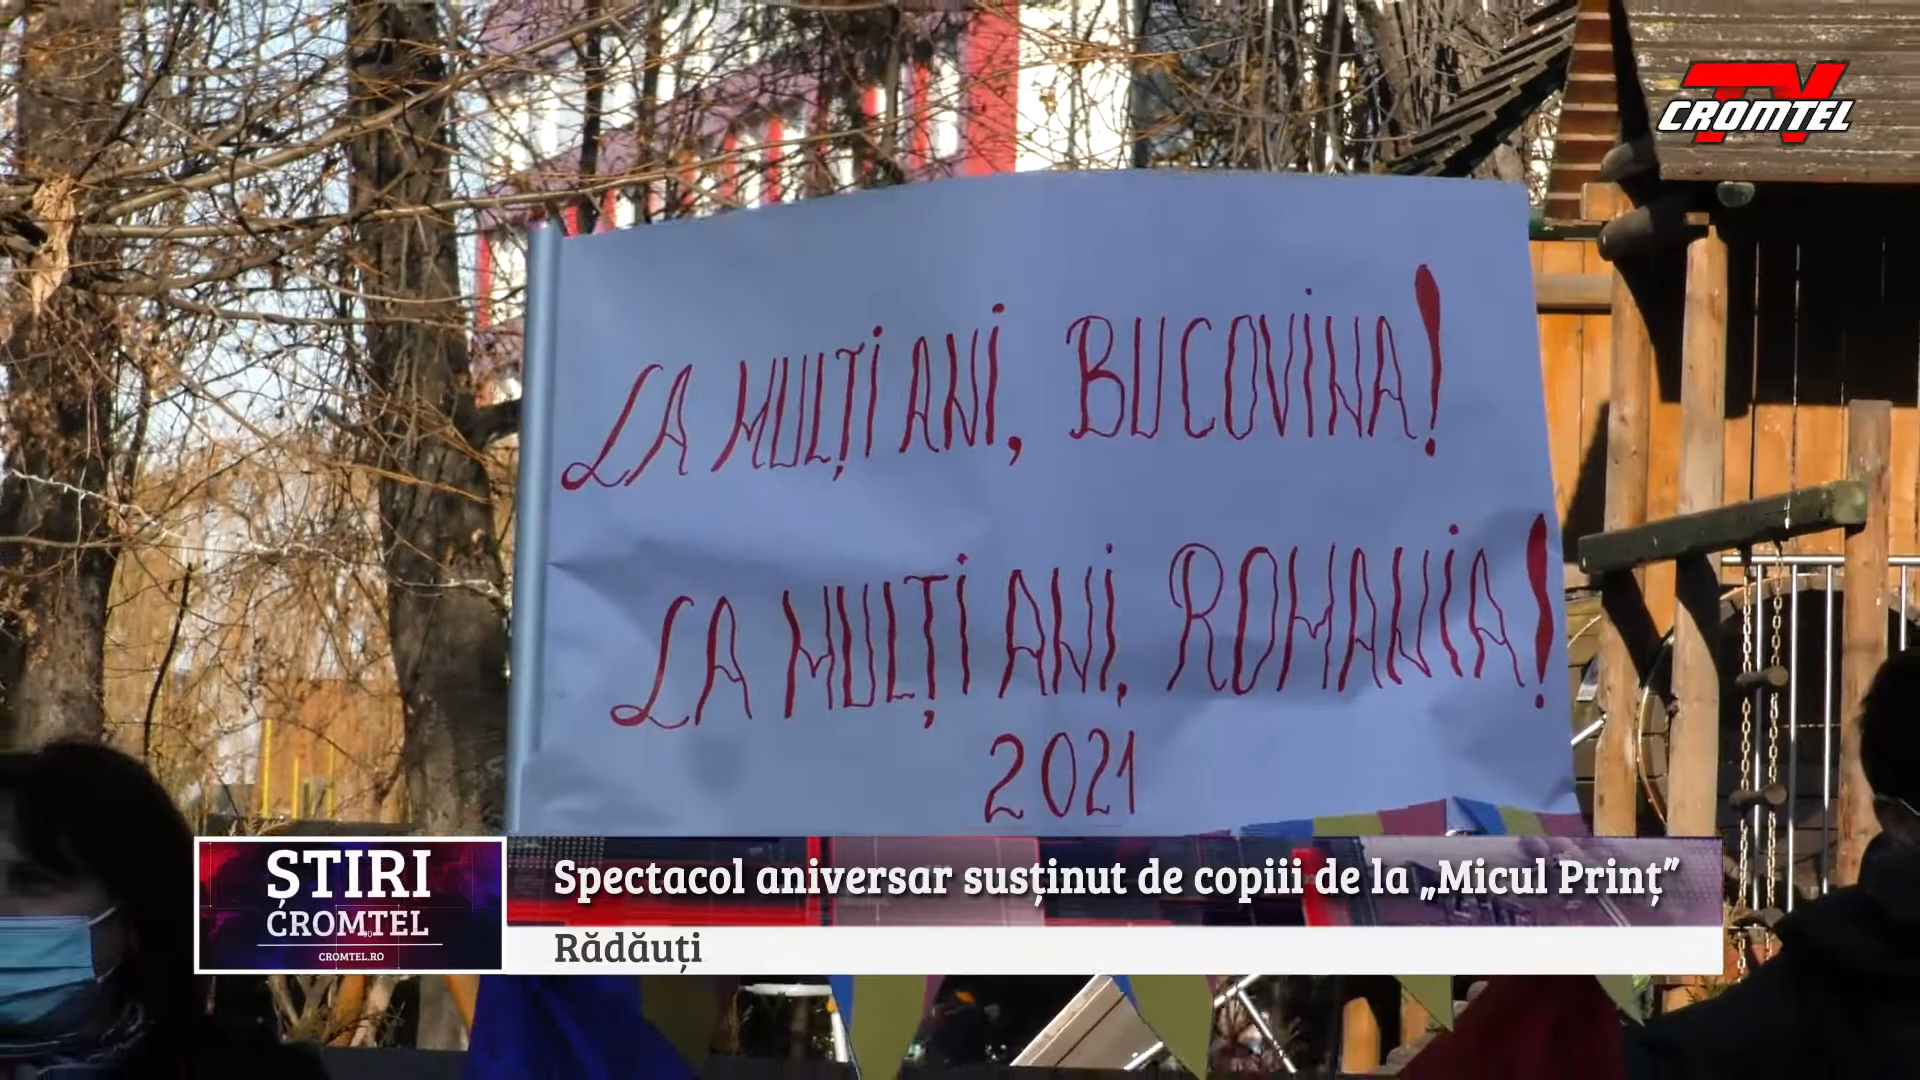 TV
CROMTEL
LA MULȚI ANI, BUCOVINA!
LA MULȚI ANI, ROMANIA!
2021
ȘTIRI
CROMTEL
CROMTEL.RO
Spectacol aniversar susținut de copiii de la „Micul Prinț”
Rădăuți